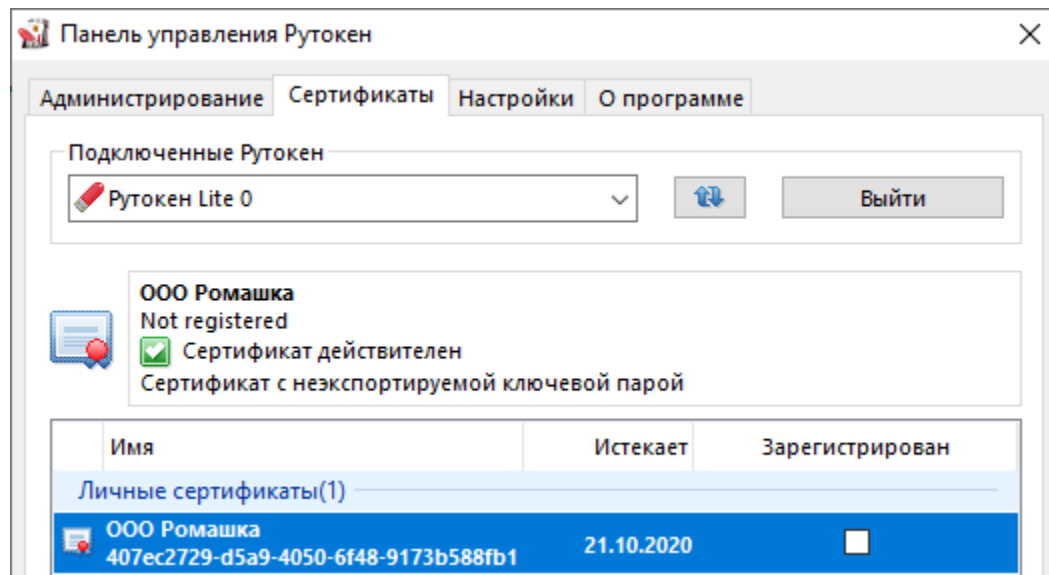 Панель управления Рутокен
Администрирование Сертификаты Настройки О программе
Подключенные Рутокен
Рутокен Lite 0 Выйти
ООО Ромашка
Not registered
Сертификат действителен
Сертификат с неэкспортируемой ключевой парой
Имя Истекает Зарегистрирован
Личные сертификаты(1)
ООО Ромашка
407ec2729-d5a9-4050-6f48-9173b588fb1 21.10.2020